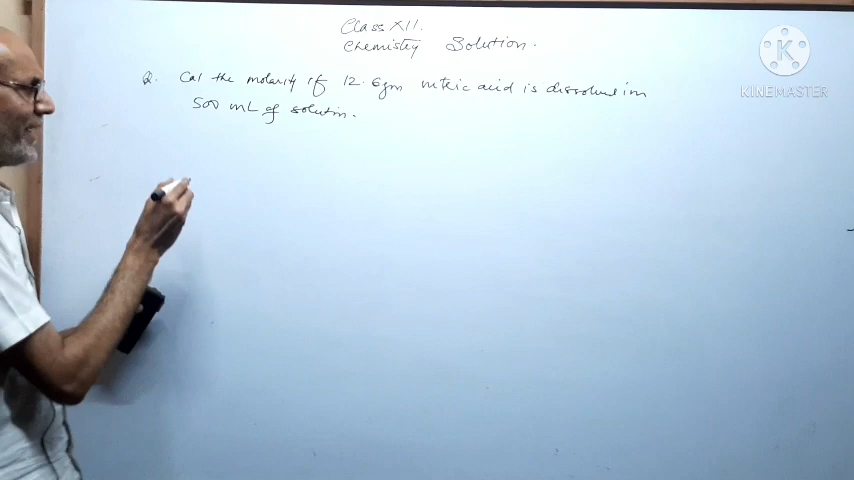 Class XII.
Chemistry Solution.
Q. Cal the molarity if 12.6gm nitric acid is dissolved in
500 mL of solution.
K
KINEMASTER